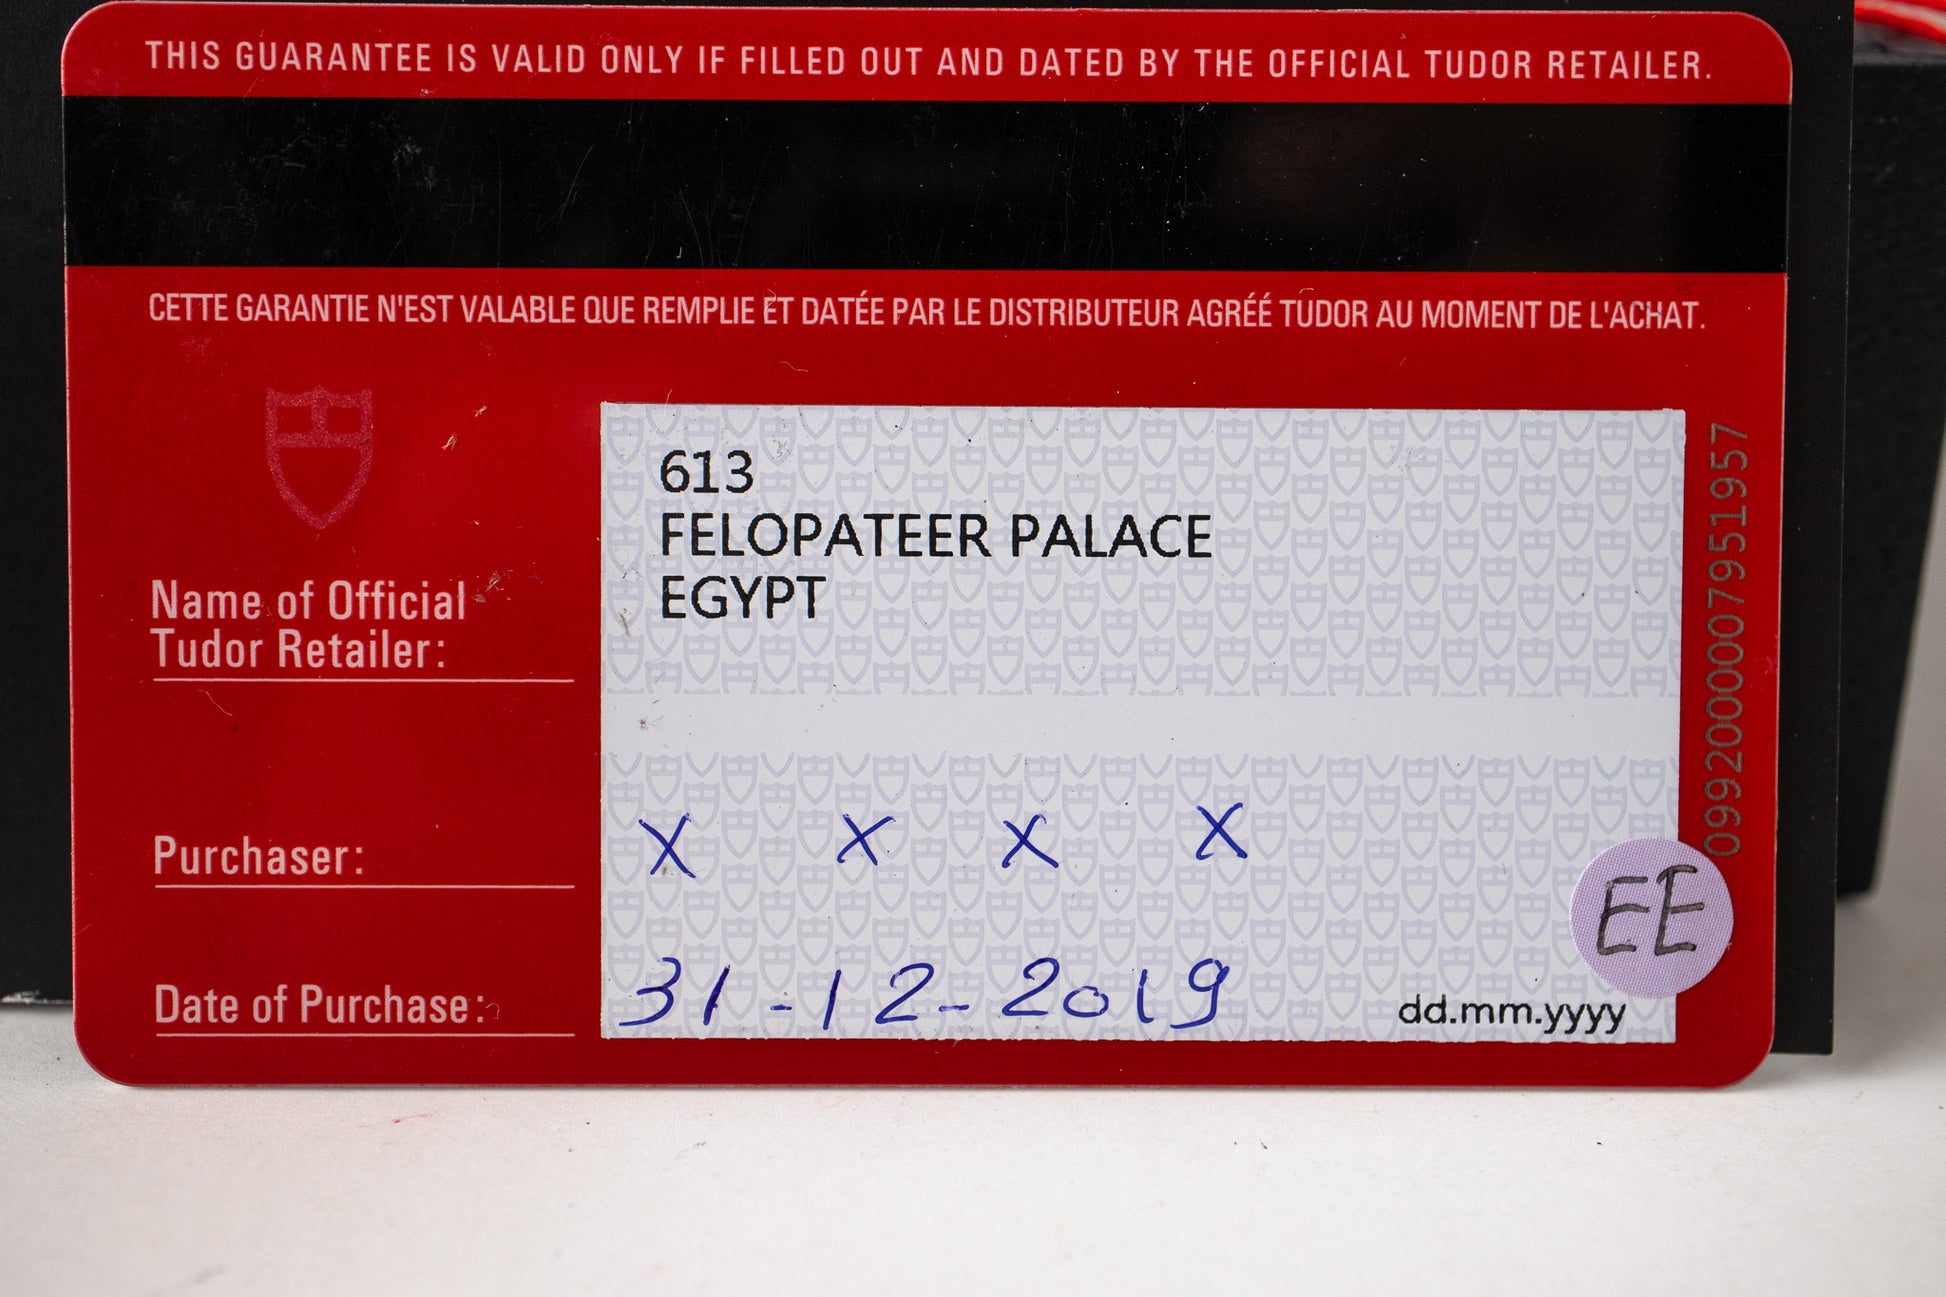 THIS GUARANTEE IS VALID ONLY IF FILLED OUT AND DATED BY THE OFFICIAL TUDOR RETAILER.
CETTE GARANTIE N'EST VALABLE QUE REMPLIE ET DATÉE PAR LE DISTRIBUTEUR AGRÉÉ TUDOR AU MOMENT DE L'ACHAT.
613
FELOPATEER PALACE
EGYPT
Name of Official
Tudor Retailer:
Purchaser: X X X X
Date of Purchase: 31-12-2019
dd.mm.yyyy
EE
0992000007951957